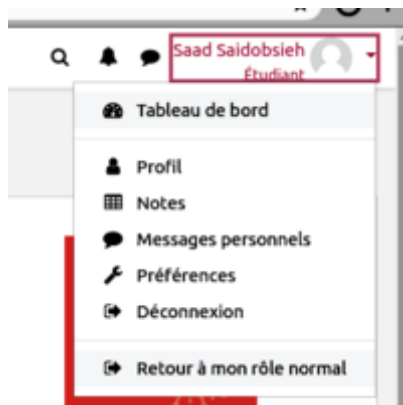 Saad Saidobsieh
Étudiant
Tableau de bord
Profil
Notes
Messages personnels
Préférences
Déconnexion
Retour à mon rôle normal